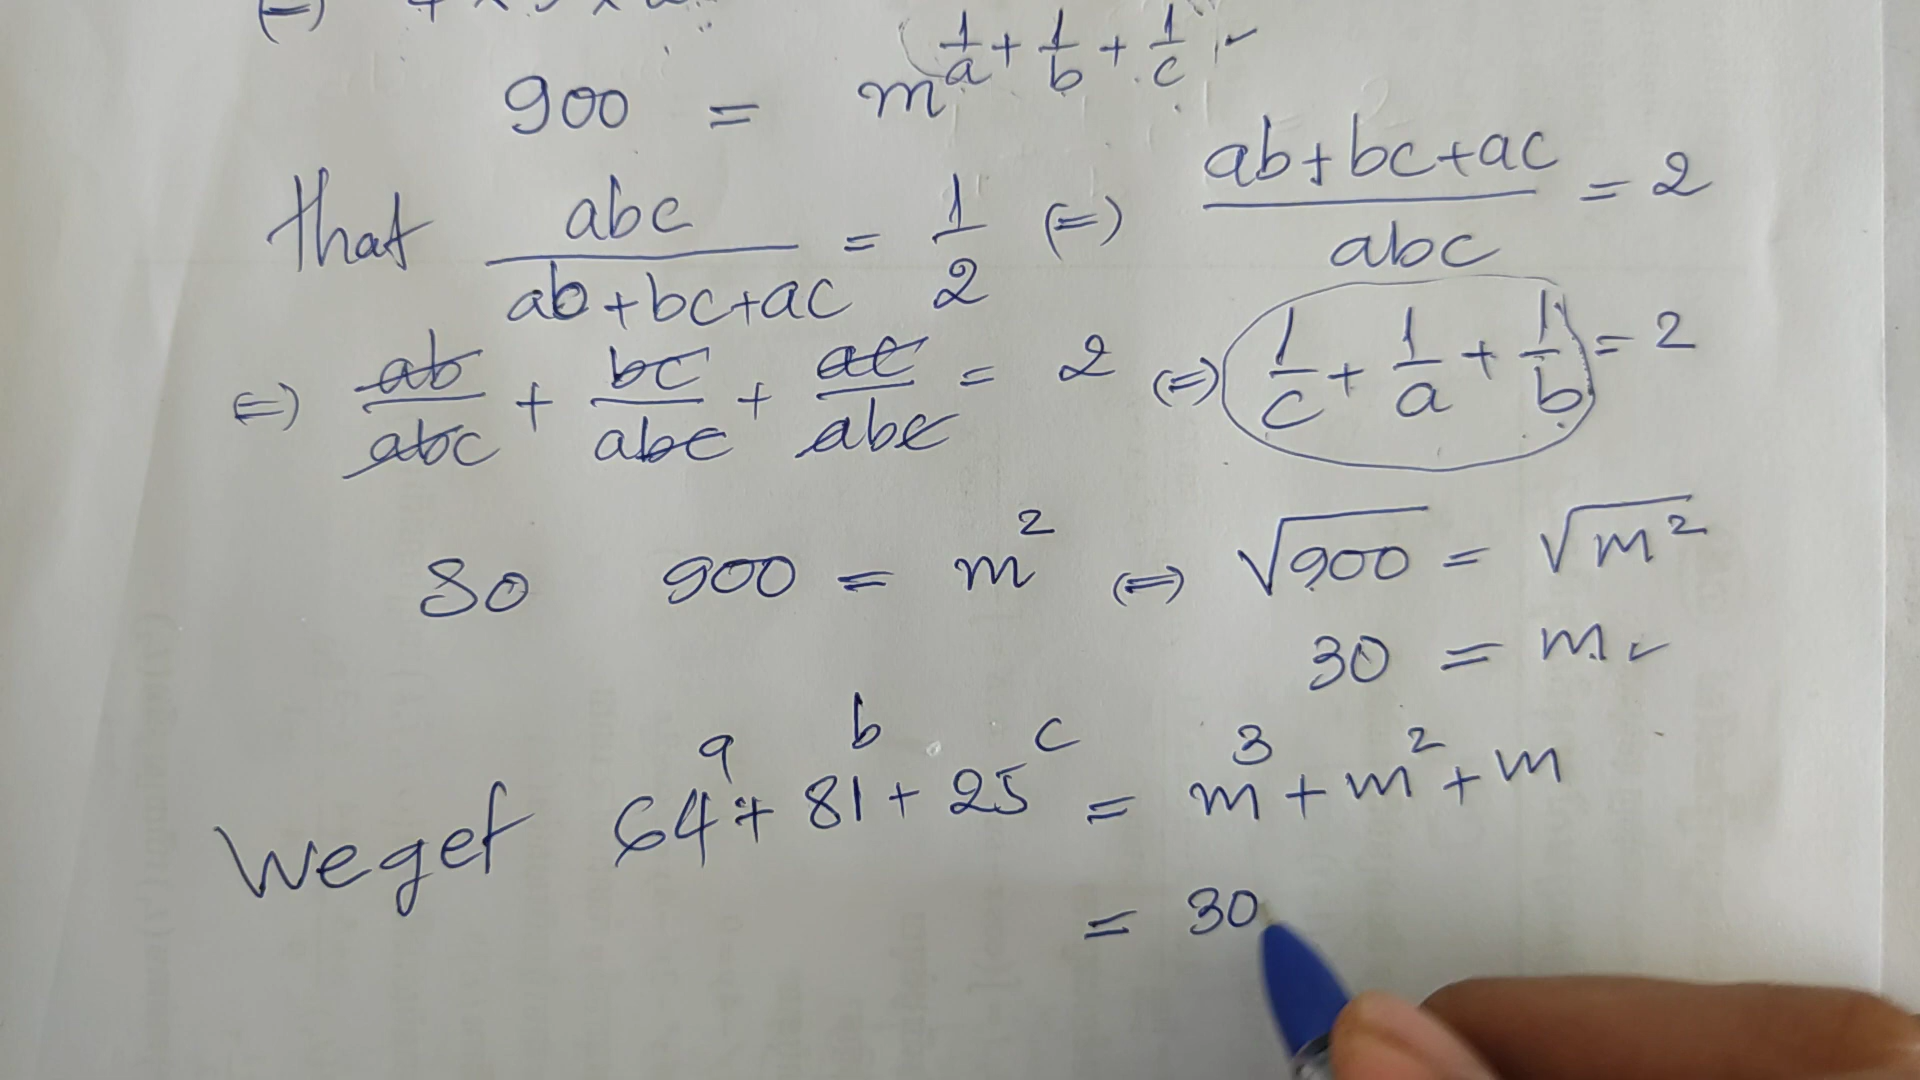 900 = m^(1/a + 1/b + 1/c) ✓
that abc/(ab+bc+ac) = 1/2 (=) (ab+bc+ac)/abc = 2
(=) ab/abc + bc/abc + ac/abc = 2 (=) (1/c + 1/a + 1/b) = 2
So 900 = m² (=) √900 = √m²
30 = m ✓
We get 64^a + 81^b + 25^c = m³ + m² + m
= 30